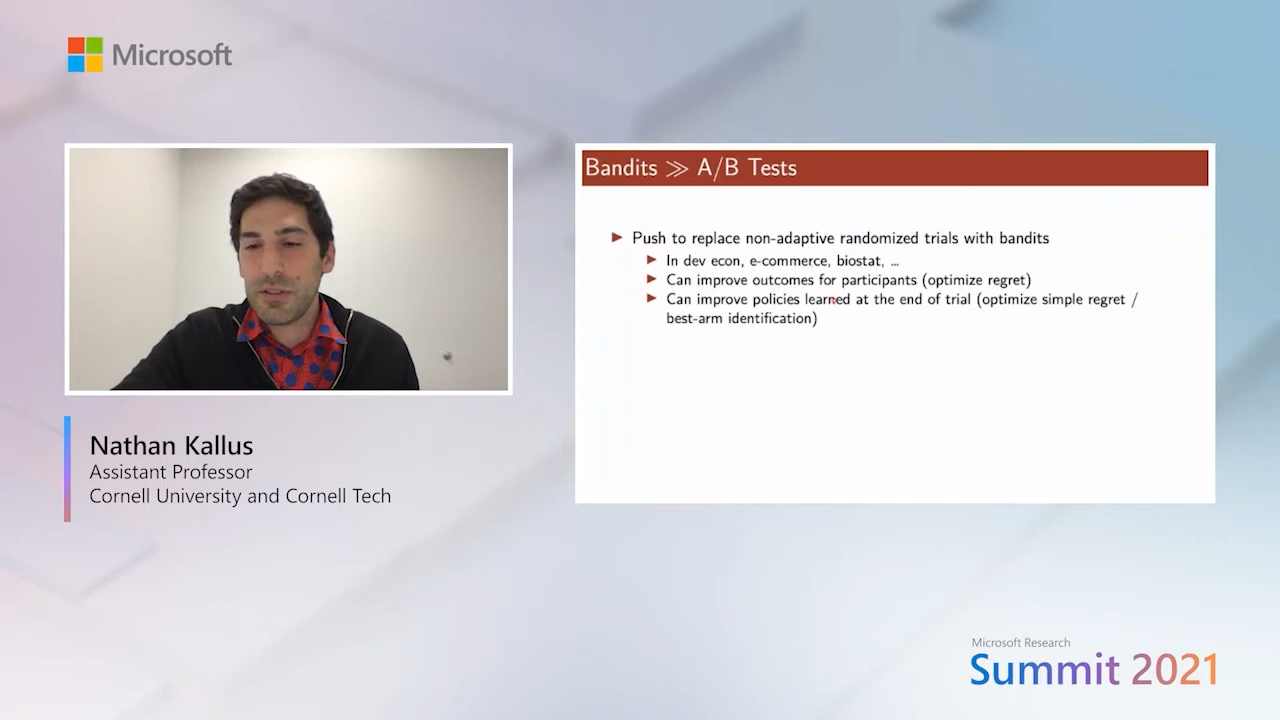 Microsoft
Bandits ≫ A/B Tests
Push to replace non-adaptive randomized trials with bandits
In dev econ, e-commerce, biostat, ...
Can improve outcomes for participants (optimize regret)
Can improve policies learned at the end of trial (optimize simple regret /
best-arm identification)
Nathan Kallus
Assistant Professor
Cornell University and Cornell Tech
Microsoft Research
Summit 2021